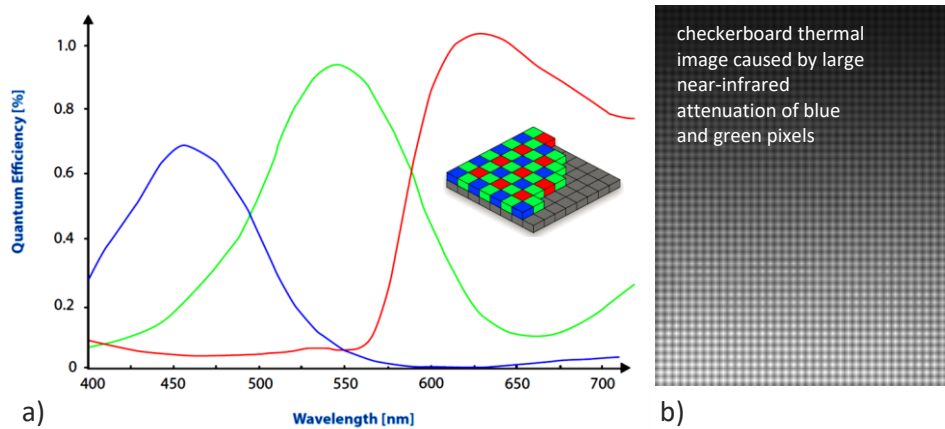 1.0
0.8
0.6
0.4
0.2
0
Quantum Efficiency [%]
400 450 500 550 600 650 700
Wavelength [nm]
a)
checkerboard thermal
image caused by large
near-infrared
attenuation of blue
and green pixels
b)